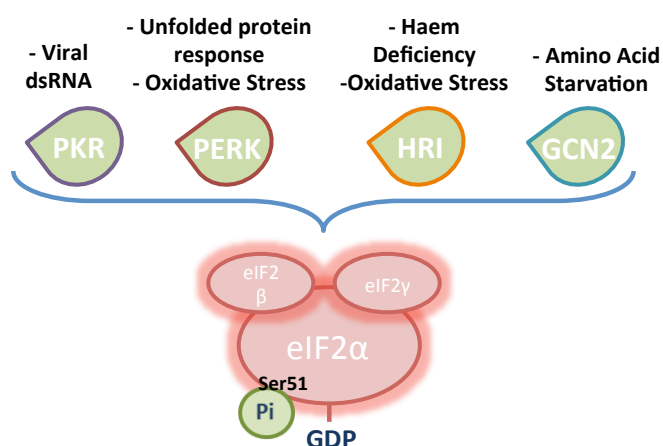 - Viral
dsRNA
- Unfolded protein
response
- Oxidative Stress
- Haem
Deficiency
-Oxidative Stress
- Amino Acid
Starvation
PKR
PERK
HRI
GCN2
eIF2
β
eIF2γ
eIF2α
Ser51
Pi
GDP